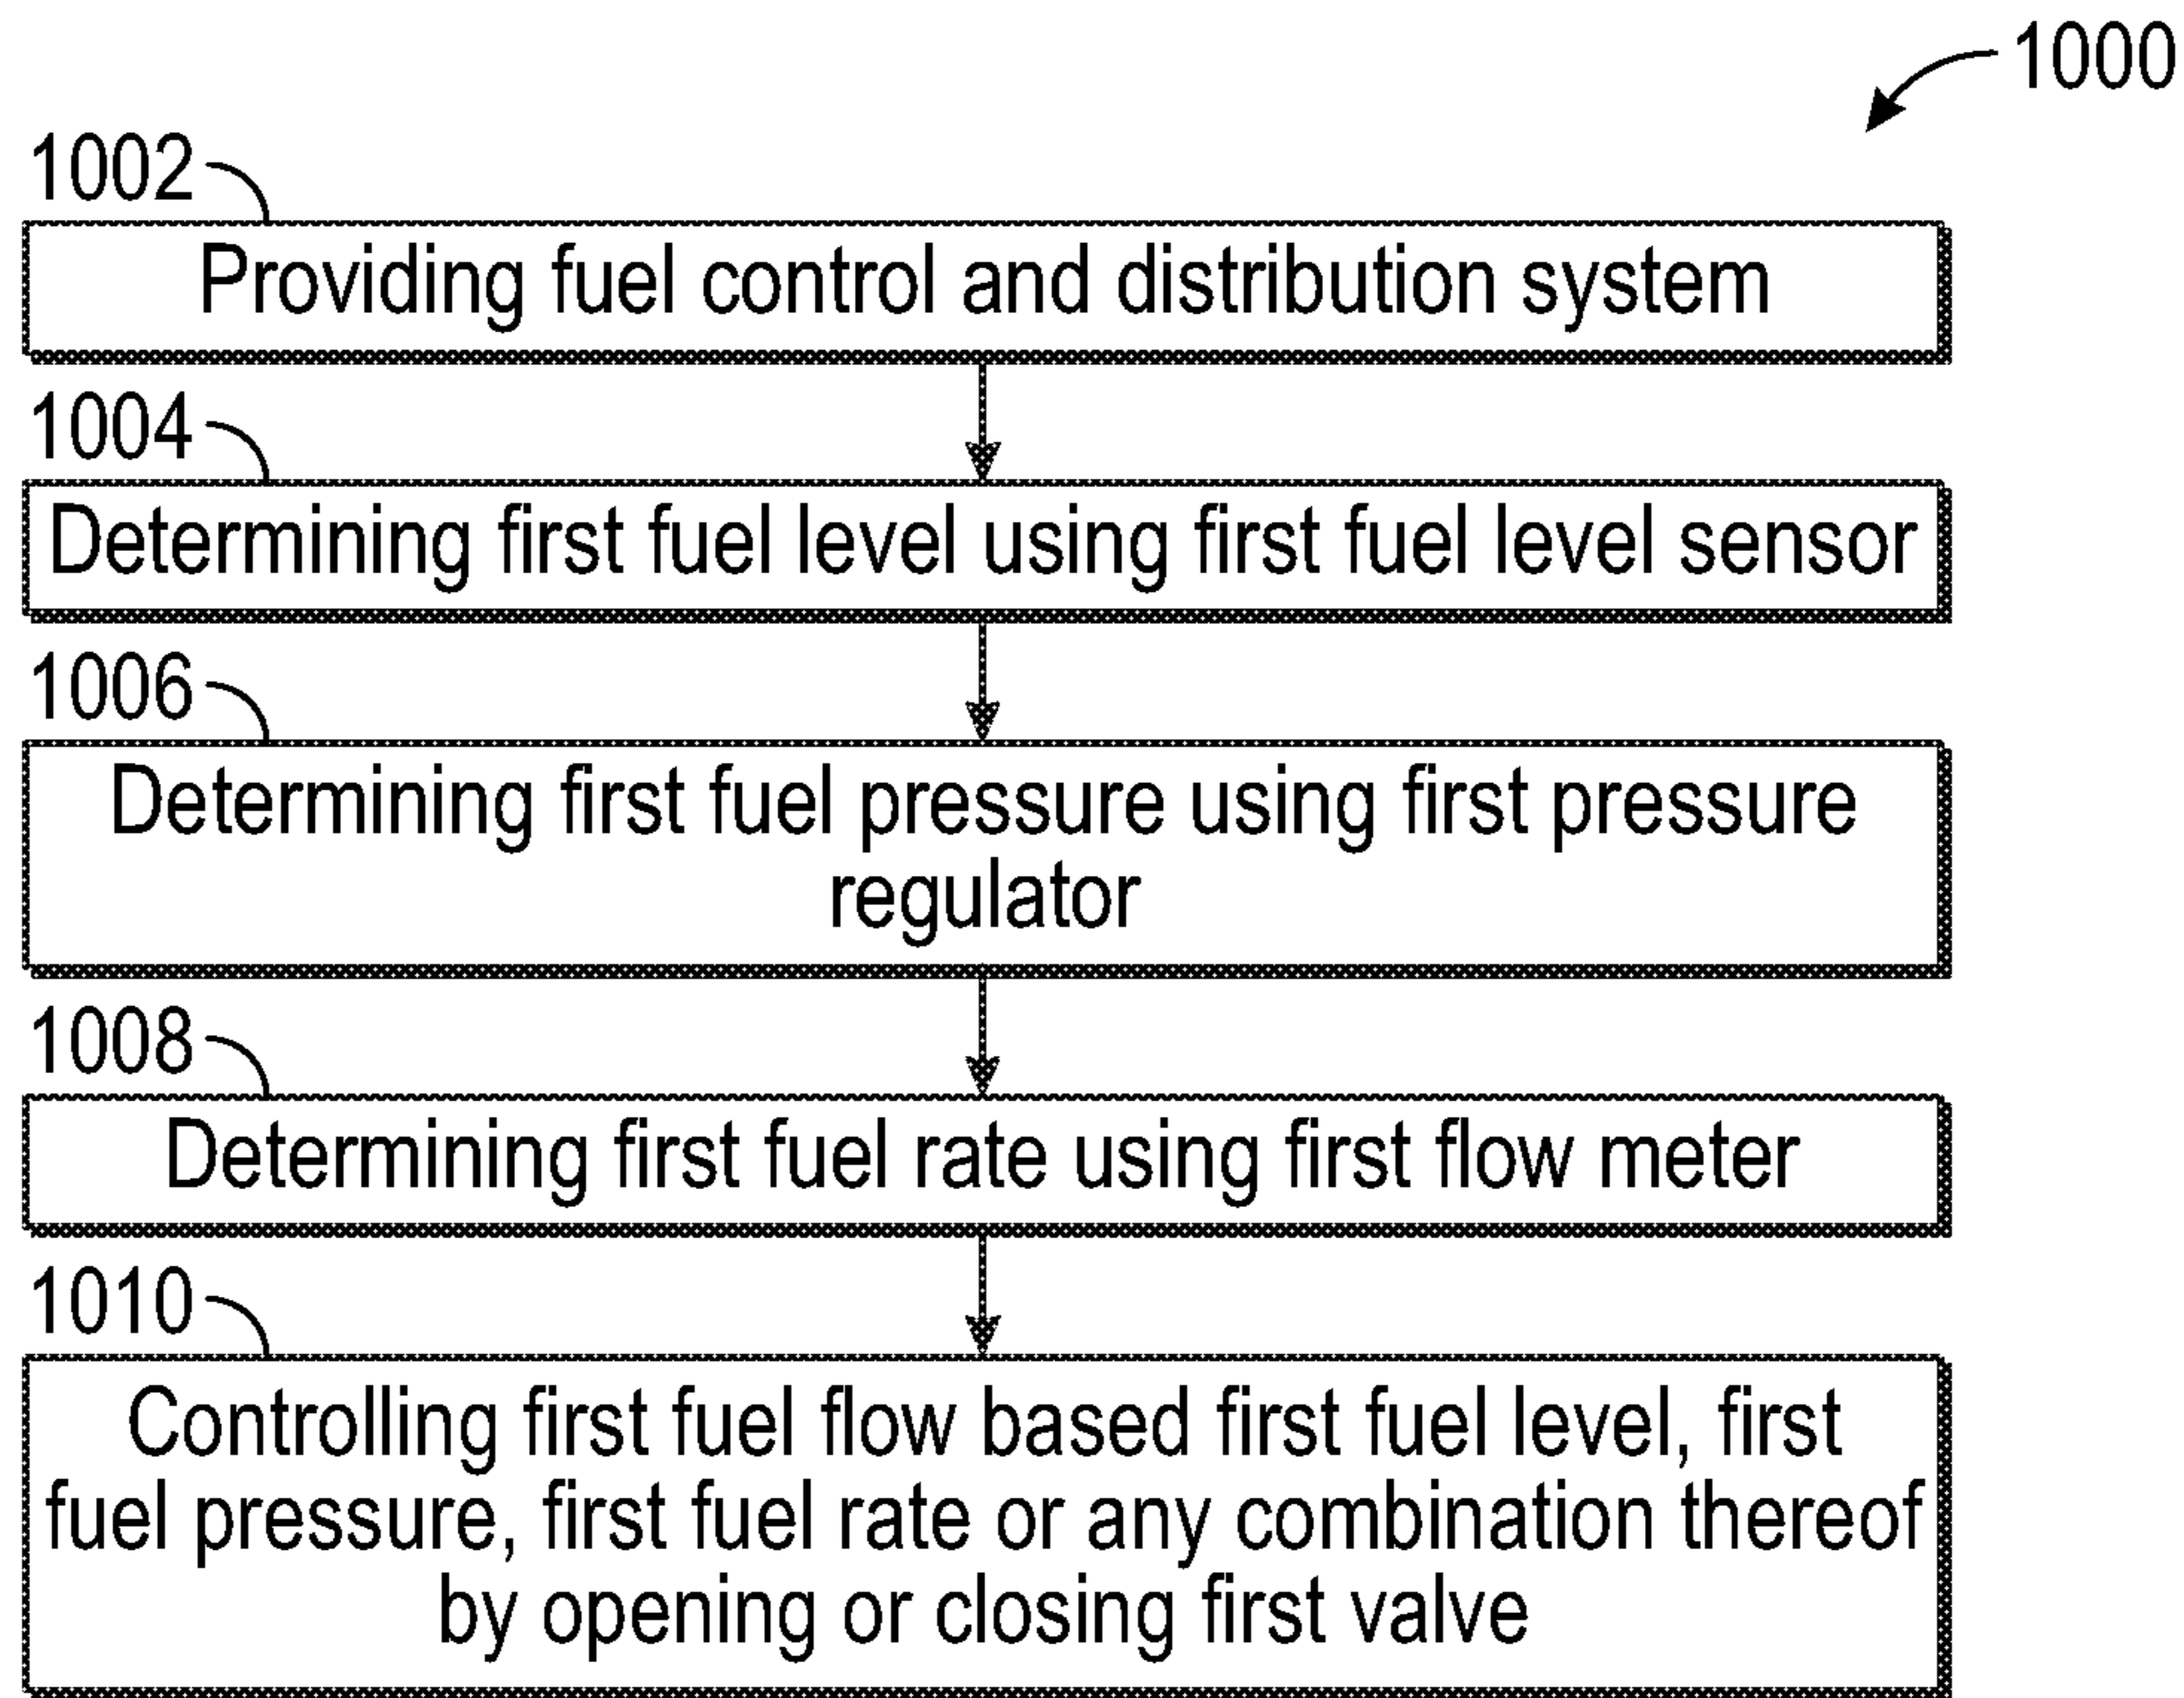 1000
1002
Providing fuel control and distribution system
1004
Determining first fuel level using first fuel level sensor
1006
Determining first fuel pressure using first pressure
regulator
1008
Determining first fuel rate using first flow meter
1010
Controlling first fuel flow based first fuel level, first
fuel pressure, first fuel rate or any combination thereof
by opening or closing first valve